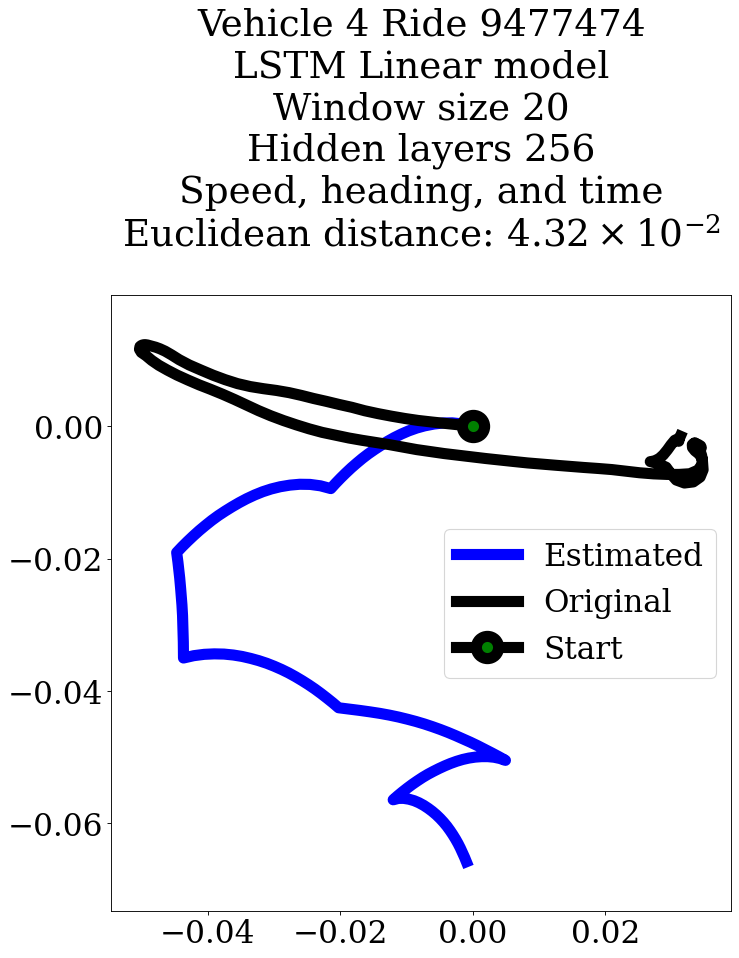 Vehicle 4 Ride 9477474
LSTM Linear model
Window size 20
Hidden layers 256
Speed, heading, and time
Euclidean distance: 4.32 × 10⁻²
0.00
−0.02
−0.04
−0.06
Estimated
Original
Start
−0.04 −0.02 0.00 0.02